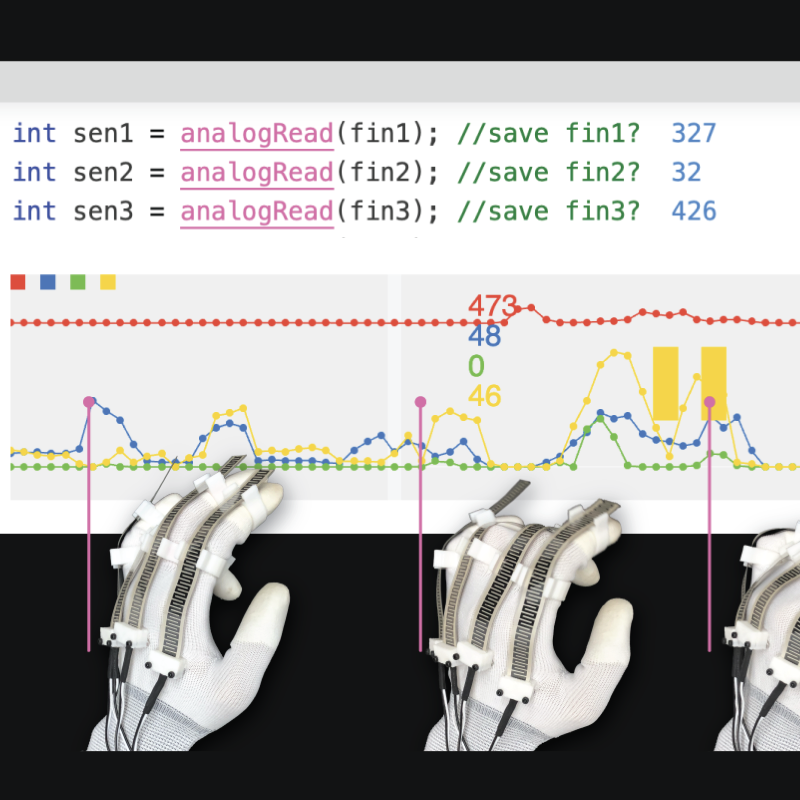 int sen1 = analogRead(fin1); //save fin1? 327
int sen2 = analogRead(fin2); //save fin2? 32
int sen3 = analogRead(fin3); //save fin3? 426
473
48
0
46